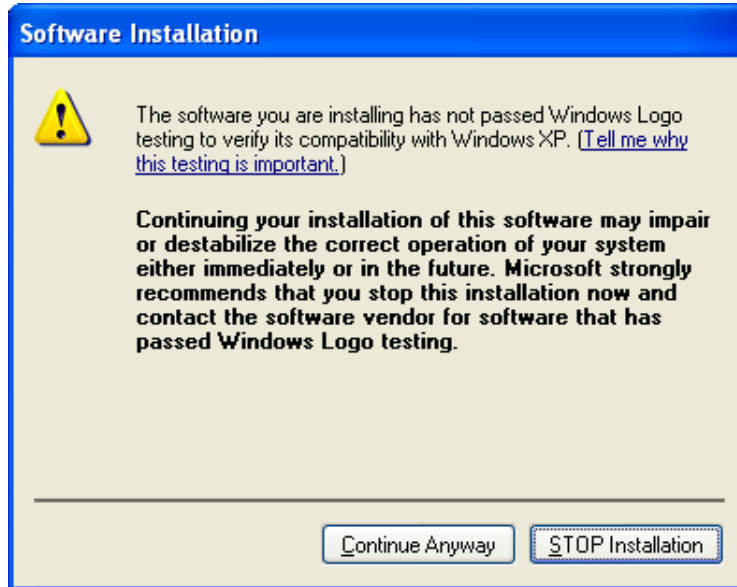 Software Installation
The software you are installing has not passed Windows Logo
testing to verify its compatibility with Windows XP. (Tell me why
this testing is important.)
Continuing your installation of this software may impair
or destabilize the correct operation of your system
either immediately or in the future. Microsoft strongly
recommends that you stop this installation now and
contact the software vendor for software that has
passed Windows Logo testing.
Continue Anyway
STOP Installation